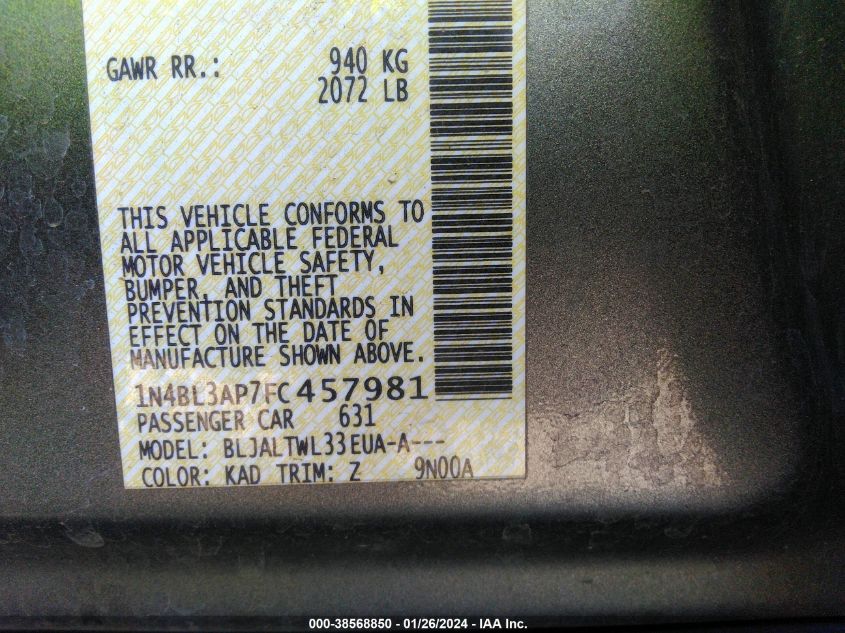 GAWR RR.: 940 KG
2072 LB
THIS VEHICLE CONFORMS TO
ALL APPLICABLE FEDERAL
MOTOR VEHICLE SAFETY,
BUMPER, AND THEFT
PREVENTION STANDARDS IN
EFFECT ON THE DATE OF
MANUFACTURE SHOWN ABOVE.
1N4BL3AP7FC457981
PASSENGER CAR 631
MODEL: BLJALTWL33EUA-A---
COLOR: KAD TRIM: Z 9N00A
000-38568850 - 01/26/2024 - IAA Inc.